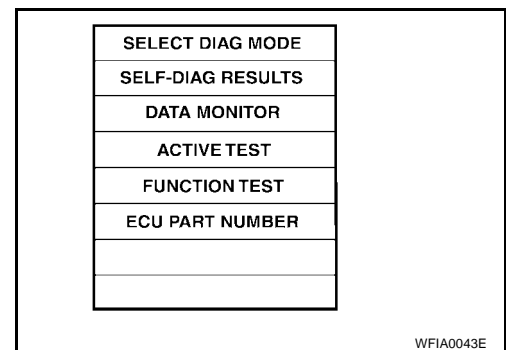 SELECT DIAG MODE
SELF-DIAG RESULTS
DATA MONITOR
ACTIVE TEST
FUNCTION TEST
ECU PART NUMBER
WFIA0043E